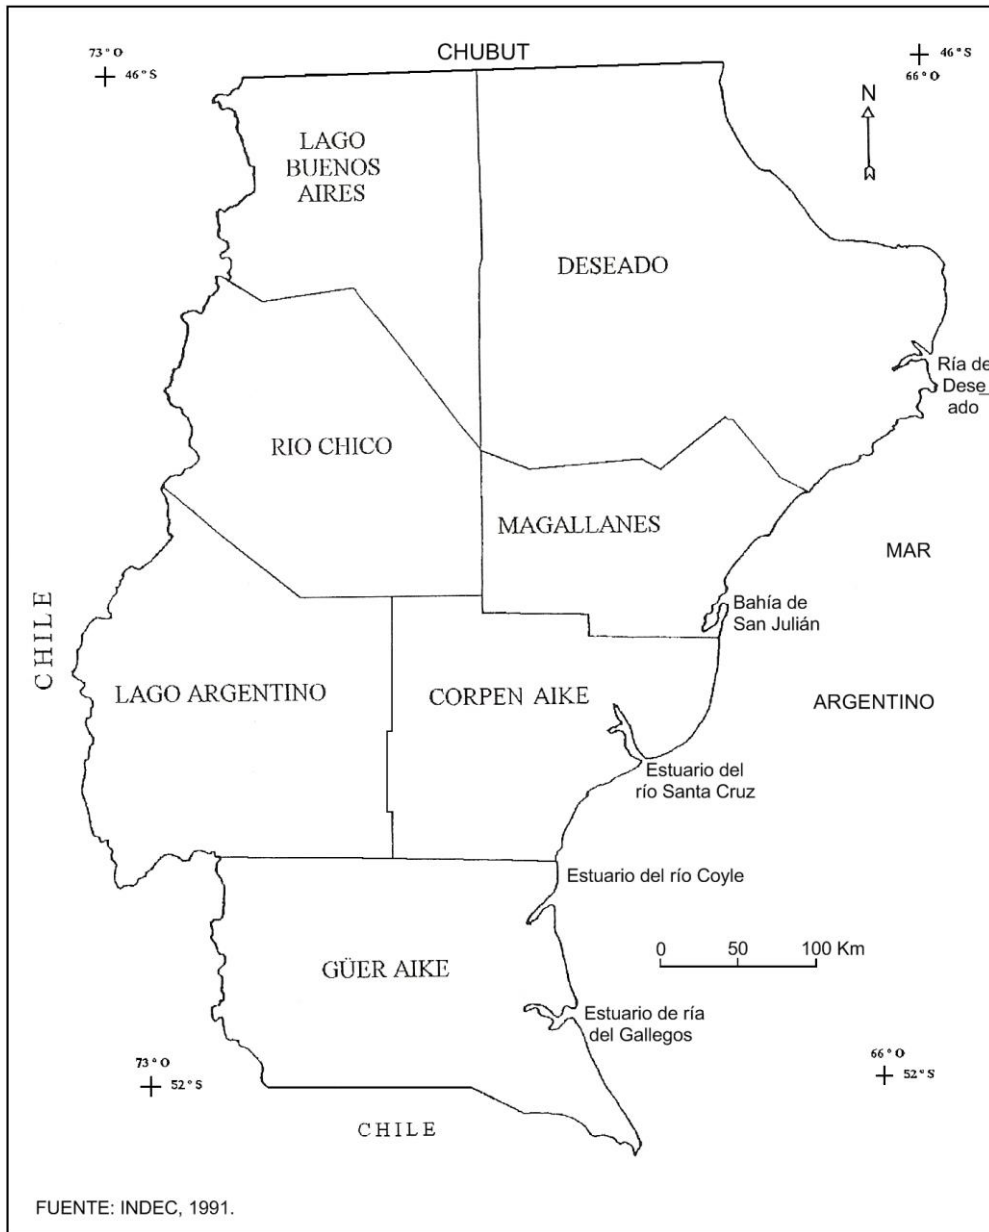 CHUBUT
73° O
46° S
46° S
66° O
N
LAGO
BUENOS
AIRES
DESEADO
Ría de
Dese_
ado
RIO CHICO
MAGALLANES
MAR
Bahía de
San Julián
CHILE
LAGO ARGENTINO
CORPEN AIKE
ARGENTINO
Estuario del
río Santa Cruz
Estuario del río Coyle
0 50 100 Km
GÜER AIKE
Estuario de ría
del Gallegos
73° O
52° S
66° O
52° S
CHILE
FUENTE: INDEC, 1991.